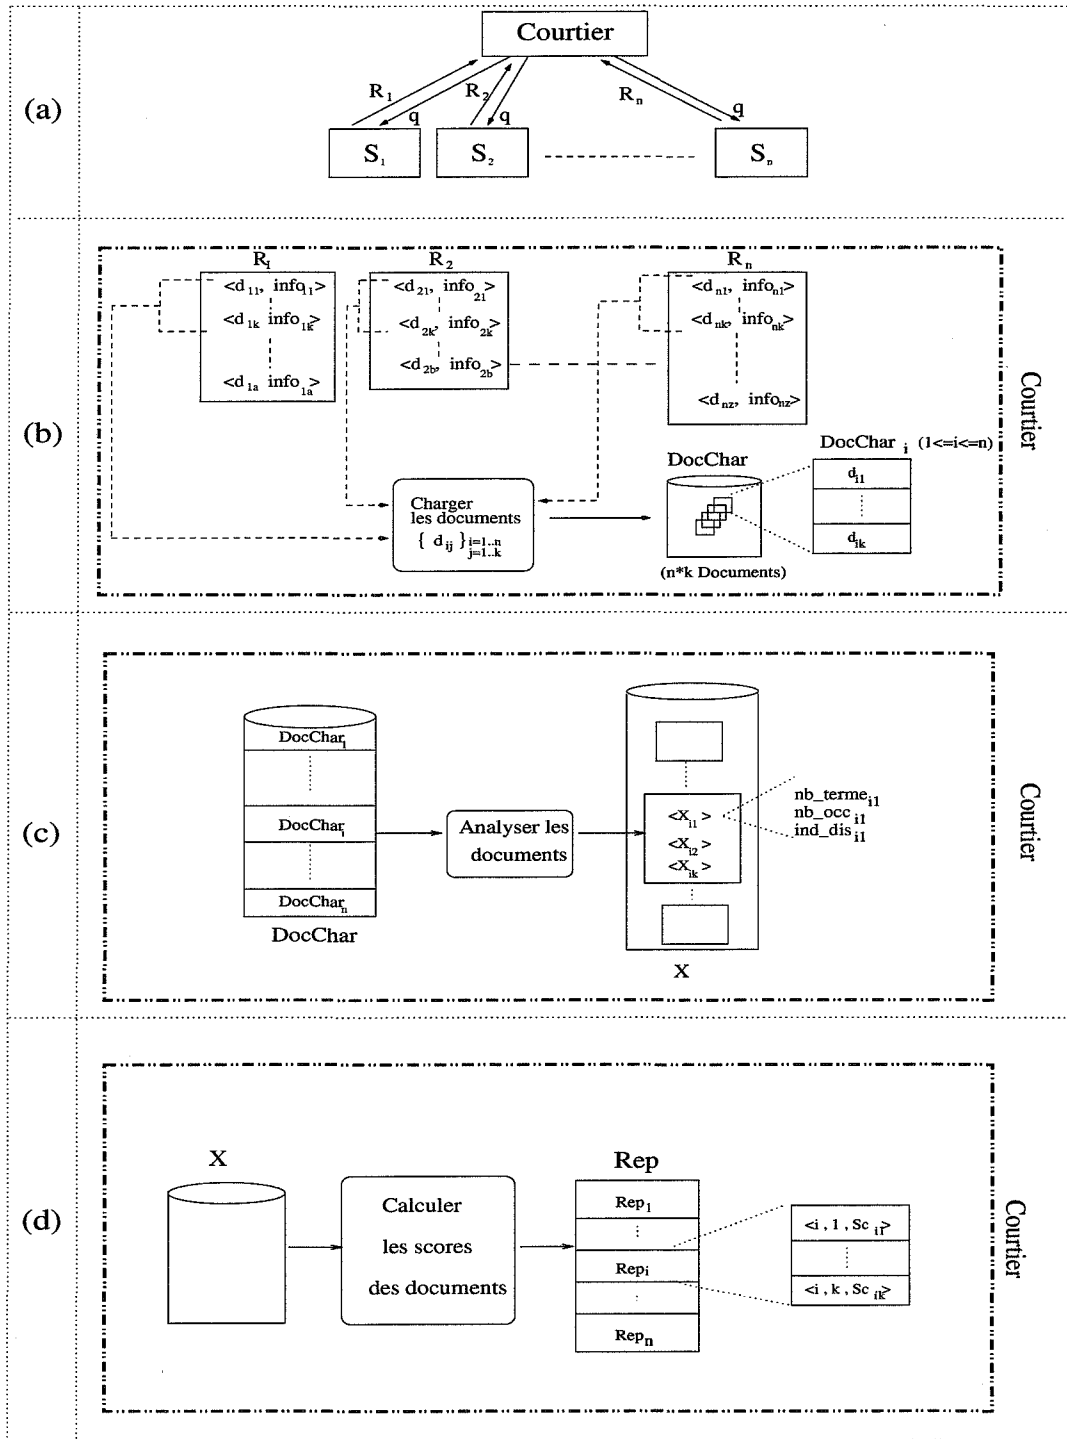 (a)
Courtier
R1 R2 Rn
q q q
S1 S2 Sn
(b)
R1 R2 Rn
<d11, info11> <d21, info21> <dn1, infon1>
<d1k info1k> <d2k, info2k> <dnk, infonk>
<d1a info1a> <d2b, info2b> <dnz, infonz>
Courtier
DocChar i (1<=i<=n)
DocChar
di1
dik
Charger
les documents
{ dij } i=1..n
j=1..k
(n*k Documents)
(c)
DocChar1
DocChari
DocCharn
DocChar
Analyser les
documents
<Xi1>
<Xi2>
<Xik>
X
nb_termei1
nb_occi1
ind_disi1
Courtier
(d)
X
Calculer
les scores
des documents
Rep
Rep1
Repi
Repn
<i , 1 , Sci1>
<i , k , Scik>
Courtier